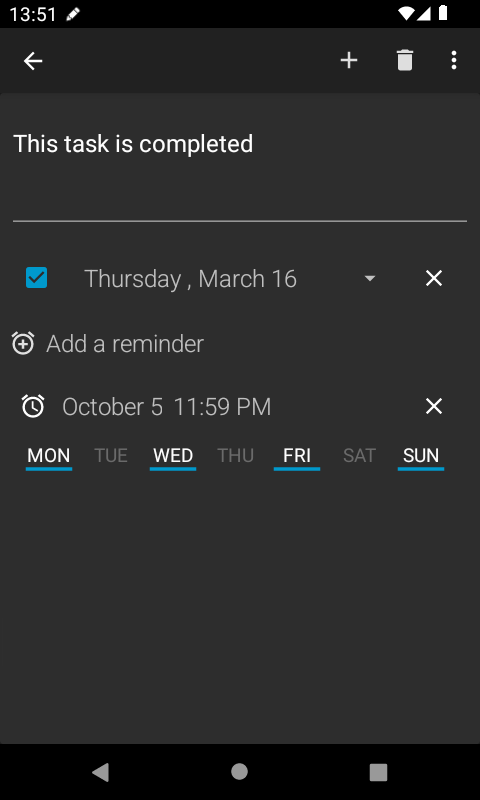 13:51
This task is completed
Thursday , March 16
Add a reminder
October 5 11:59 PM
MON TUE WED THU FRI SAT SUN